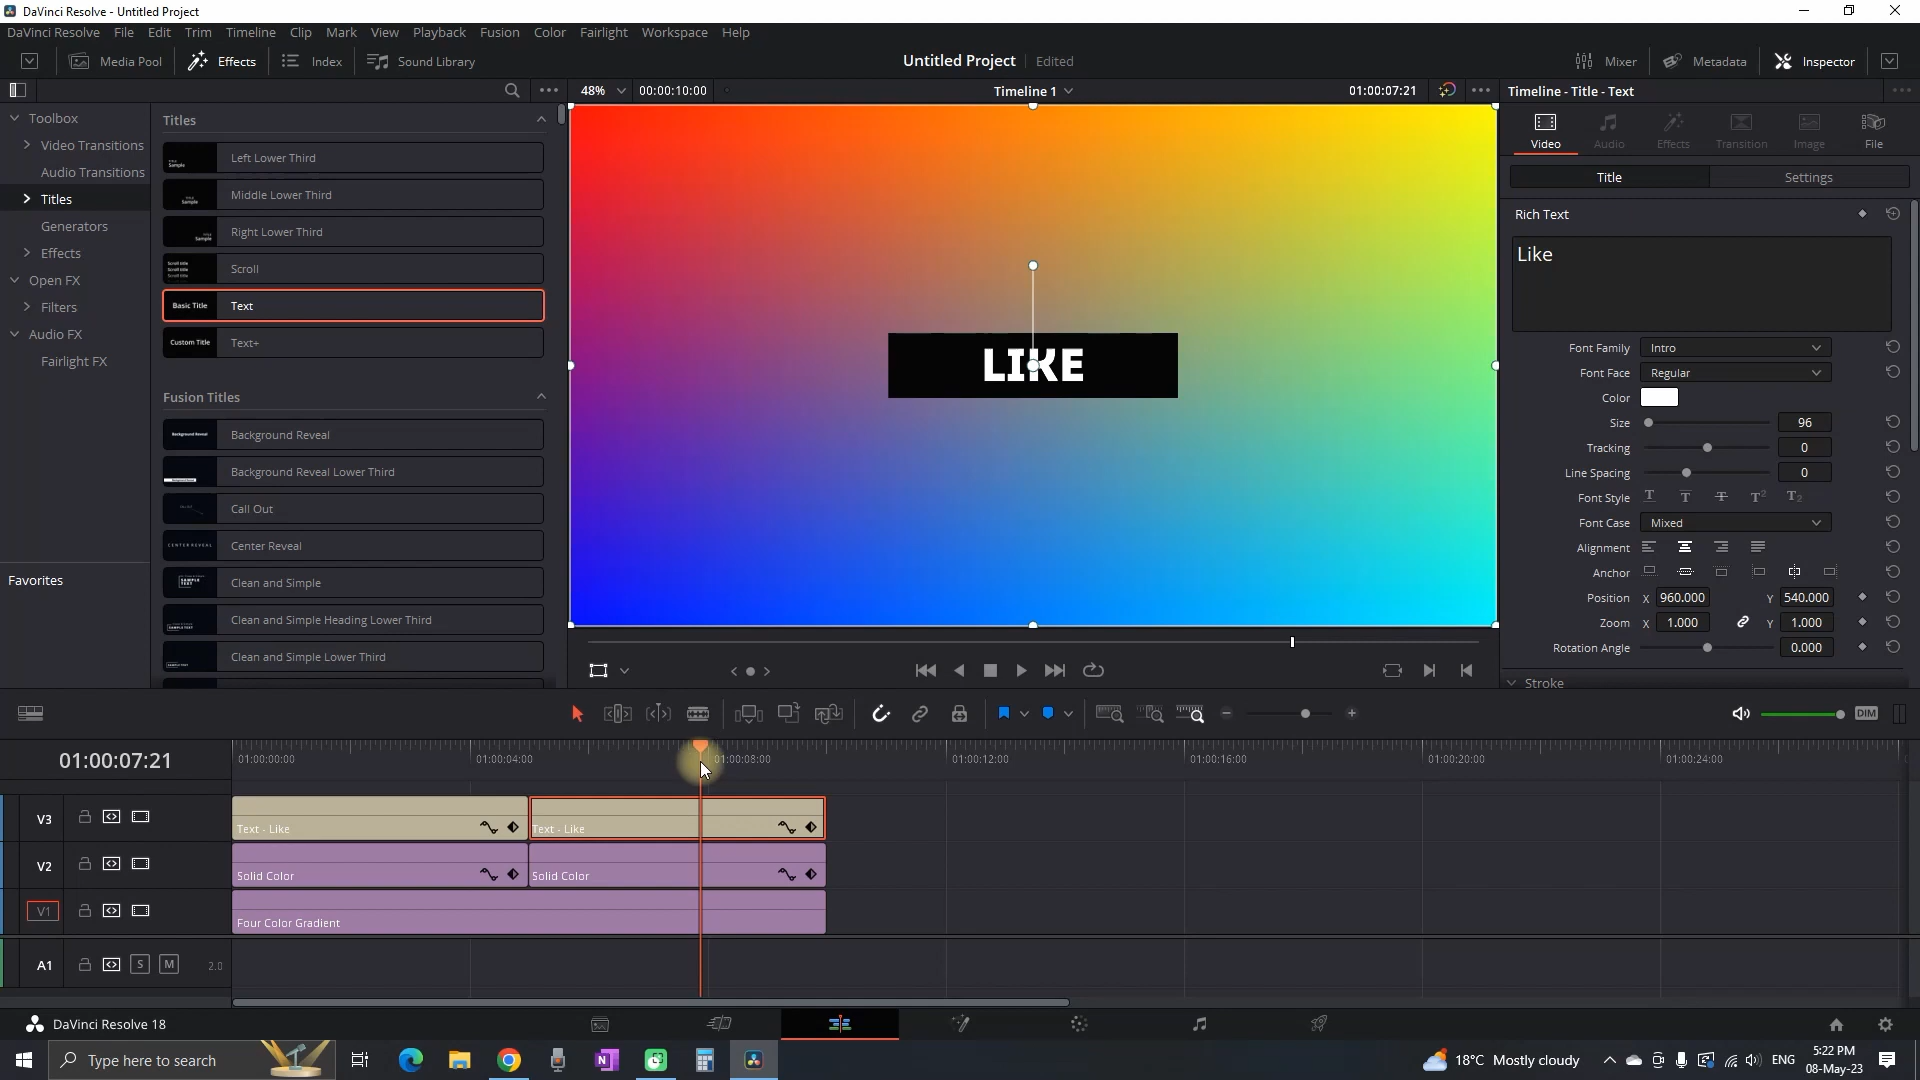 DaVinci Resolve - Untitled Project
DaVinci Resolve File Edit Trim Timeline Clip Mark View Playback Fusion Color Fairlight Workspace Help
Media Pool Effects Index Sound Library Untitled Project Edited Mixer Metadata Inspector
48% 00:00:10:00 Timeline 1 01:00:07:21 Timeline - Title - Text
Toolbox
Video Transitions
Audio Transitions
Titles
Generators
Effects
Open FX
Filters
Audio FX
Fairlight FX
Favorites
Titles
Left Lower Third
Middle Lower Third
Right Lower Third
Scroll
Basic Title Text
Custom Title Text+
Fusion Titles
Background Reveal
Background Reveal Lower Third
Call Out
Center Reveal
Clean and Simple
Clean and Simple Heading Lower Third
Clean and Simple Lower Third
LIKE
Video Audio Effects Transition Image File
Title Settings
Rich Text
Like
Font Family Intro
Font Face Regular
Color
Size 96
Tracking 0
Line Spacing 0
Font Style T T T T² T₂
Font Case Mixed
Alignment
Anchor
Position X 960.000 Y 540.000
Zoom X 1.000 Y 1.000
Rotation Angle 0.000
Stroke
DIM
01:00:07:21 01:00:00:00 01:00:04:00 01:00:08:00 01:00:12:00 01:00:16:00 01:00:20:00 01:00:24:00
V3 Text - Like Text - Like
V2 Solid Color Solid Color
V1 Four Color Gradient
A1 S M 2.0
DaVinci Resolve 18
Type here to search 18°C Mostly cloudy ENG 5:22 PM
08-May-23